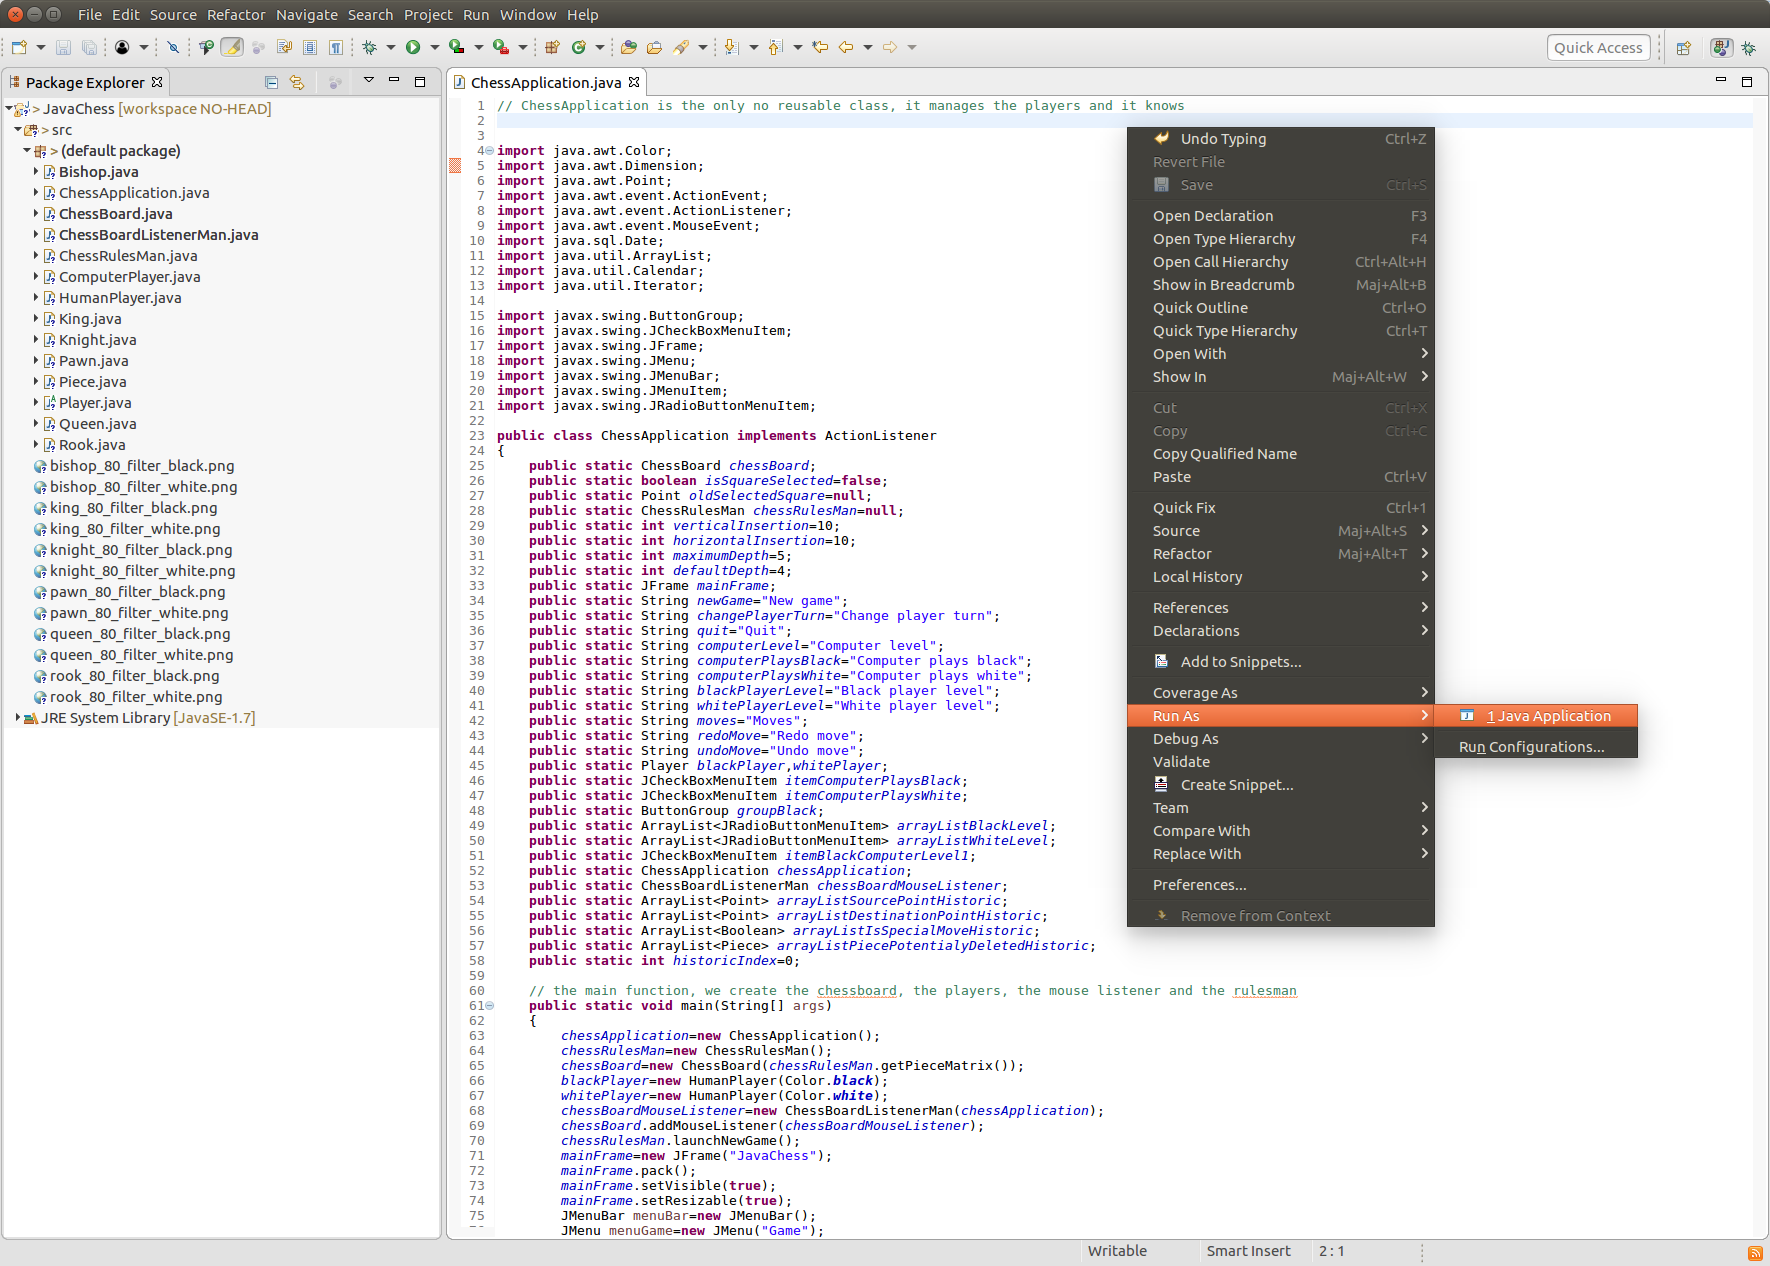 File Edit Source Refactor Navigate Search Project Run Window Help
Quick Access
Package Explorer
> JavaChess [workspace NO-HEAD]
> src
> (default package)
Bishop.java
ChessApplication.java
ChessBoard.java
ChessBoardListenerMan.java
ChessRulesMan.java
ComputerPlayer.java
HumanPlayer.java
King.java
Knight.java
Pawn.java
Piece.java
Player.java
Queen.java
Rook.java
bishop_80_filter_black.png
bishop_80_filter_white.png
king_80_filter_black.png
king_80_filter_white.png
knight_80_filter_black.png
knight_80_filter_white.png
pawn_80_filter_black.png
pawn_80_filter_white.png
queen_80_filter_black.png
queen_80_filter_white.png
rook_80_filter_black.png
rook_80_filter_white.png
JRE System Library [JavaSE-1.7]
ChessApplication.java
1 // ChessApplication is the only no reusable class, it manages the players and it knows
2
3
4 import java.awt.Color;
5 import java.awt.Dimension;
6 import java.awt.Point;
7 import java.awt.event.ActionEvent;
8 import java.awt.event.ActionListener;
9 import java.awt.event.MouseEvent;
10 import java.sql.Date;
11 import java.util.ArrayList;
12 import java.util.Calendar;
13 import java.util.Iterator;
14
15 import javax.swing.ButtonGroup;
16 import javax.swing.JCheckBoxMenuItem;
17 import javax.swing.JFrame;
18 import javax.swing.JMenu;
19 import javax.swing.JMenuBar;
20 import javax.swing.JMenuItem;
21 import javax.swing.JRadioButtonMenuItem;
22
23 public class ChessApplication implements ActionListener
24 {
25 public static ChessBoard chessBoard;
26 public static boolean isSquareSelected=false;
27 public static Point oldSelectedSquare=null;
28 public static ChessRulesMan chessRulesMan=null;
29 public static int verticalInsertion=10;
30 public static int horizontalInsertion=10;
31 public static int maximumDepth=5;
32 public static int defaultDepth=4;
33 public static JFrame mainFrame;
34 public static String newGame="New game";
35 public static String changePlayerTurn="Change player turn";
36 public static String quit="Quit";
37 public static String computerLevel="Computer level";
38 public static String computerPlaysBlack="Computer plays black";
39 public static String computerPlaysWhite="Computer plays white";
40 public static String blackPlayerLevel="Black player level";
41 public static String whitePlayerLevel="White player level";
42 public static String moves="Moves";
43 public static String redoMove="Redo move";
44 public static String undoMove="Undo move";
45 public static Player blackPlayer,whitePlayer;
46 public static JCheckBoxMenuItem itemComputerPlaysBlack;
47 public static JCheckBoxMenuItem itemComputerPlaysWhite;
48 public static ButtonGroup groupBlack;
49 public static ArrayList<JRadioButtonMenuItem> arrayListBlackLevel;
50 public static ArrayList<JRadioButtonMenuItem> arrayListWhiteLevel;
51 public static JCheckBoxMenuItem itemBlackComputerLevel1;
52 public static ChessApplication chessApplication;
53 public static ChessBoardListenerMan chessBoardMouseListener;
54 public static ArrayList<Point> arrayListSourcePointHistoric;
55 public static ArrayList<Point> arrayListDestinationPointHistoric;
56 public static ArrayList<Boolean> arrayListIsSpecialMoveHistoric;
57 public static ArrayList<Piece> arrayListPiecePotentialyDeletedHistoric;
58 public static int historicIndex=0;
59
60 // the main function, we create the chessboard, the players, the mouse listener and the rulesman
61 public static void main(String[] args)
62 {
63 chessApplication=new ChessApplication();
64 chessRulesMan=new ChessRulesMan();
65 chessBoard=new ChessBoard(chessRulesMan.getPieceMatrix());
66 blackPlayer=new HumanPlayer(Color.black);
67 whitePlayer=new HumanPlayer(Color.white);
68 chessBoardMouseListener=new ChessBoardListenerMan(chessApplication);
69 chessBoard.addMouseListener(chessBoardMouseListener);
70 chessRulesMan.launchNewGame();
71 mainFrame=new JFrame("JavaChess");
72 mainFrame.pack();
73 mainFrame.setVisible(true);
74 mainFrame.setResizable(true);
75 JMenuBar menuBar=new JMenuBar();
JMenu menuGame=new JMenu("Game");
Undo Typing Ctrl+Z
Revert File
Save Ctrl+S
Open Declaration F3
Open Type Hierarchy F4
Open Call Hierarchy Ctrl+Alt+H
Show in Breadcrumb Maj+Alt+B
Quick Outline Ctrl+O
Quick Type Hierarchy Ctrl+T
Open With
Show In Maj+Alt+W
Cut Ctrl+X
Copy Ctrl+C
Copy Qualified Name
Paste Ctrl+V
Quick Fix Ctrl+1
Source Maj+Alt+S
Refactor Maj+Alt+T
Local History
References
Declarations
Add to Snippets...
Coverage As
Run As
Debug As
Validate
Create Snippet...
Team
Compare With
Replace With
Preferences...
Remove from Context
1 Java Application
Run Configurations...
Writable Smart Insert 2 : 1